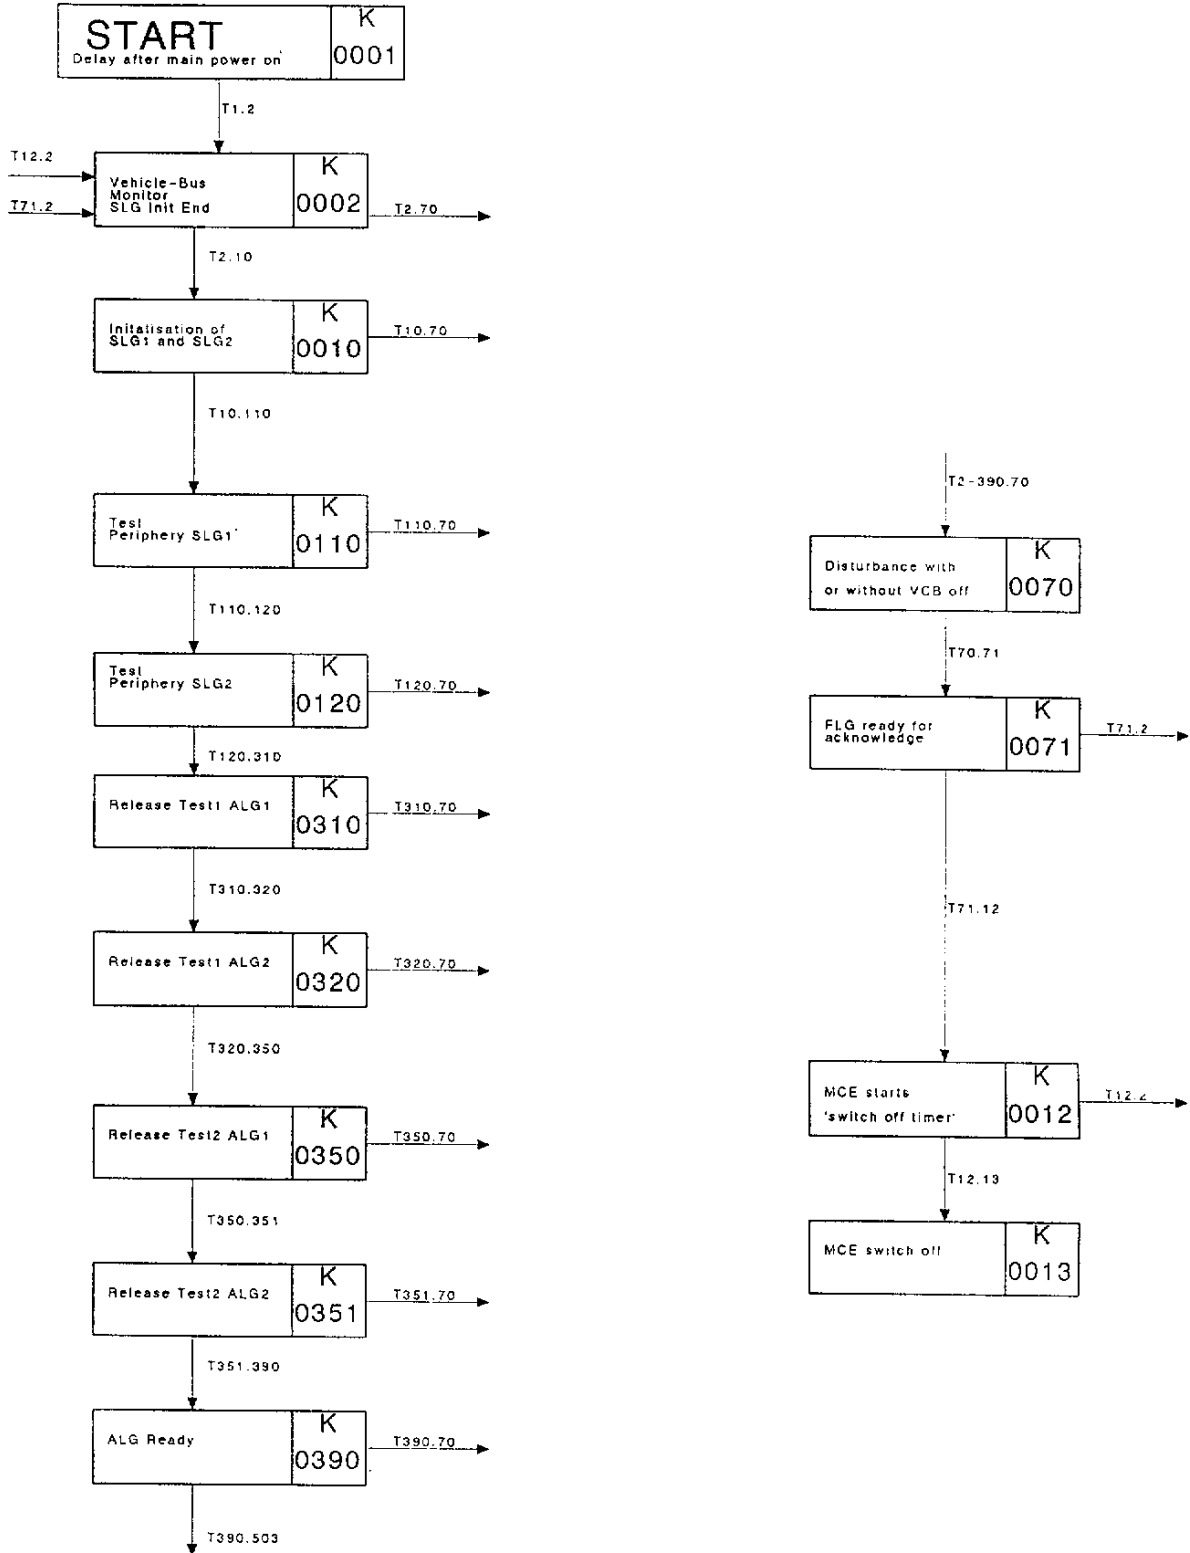 START
Delay after main power on
K
0001
T1.2
T12.2
T71.2
Vehicle-Bus
Monitor
SLG Init End
K
0002
T2.70
T2.10
Initalisation of
SLG1 and SLG2
K
0010
T10.70
T10.110
Test
Periphery SLG1
K
0110
T110.70
T110.120
Test
Periphery SLG2
K
0120
T120.70
T120.310
Release Test1 ALG1
K
0310
T310.70
T310.320
Release Test1 ALG2
K
0320
T320.70
T320.350
Release Test2 ALG1
K
0350
T350.70
T350.351
Release Test2 ALG2
K
0351
T351.70
T351.390
ALG Ready
K
0390
T390.70
T390.503
T2-390.70
Disturbance with
or without VCB off
K
0070
T70.71
FLG ready for
acknowledge
K
0071
T71.2
T71.12
MCE starts
'switch off timer'
K
0012
T12.2
T12.13
MCE switch off
K
0013